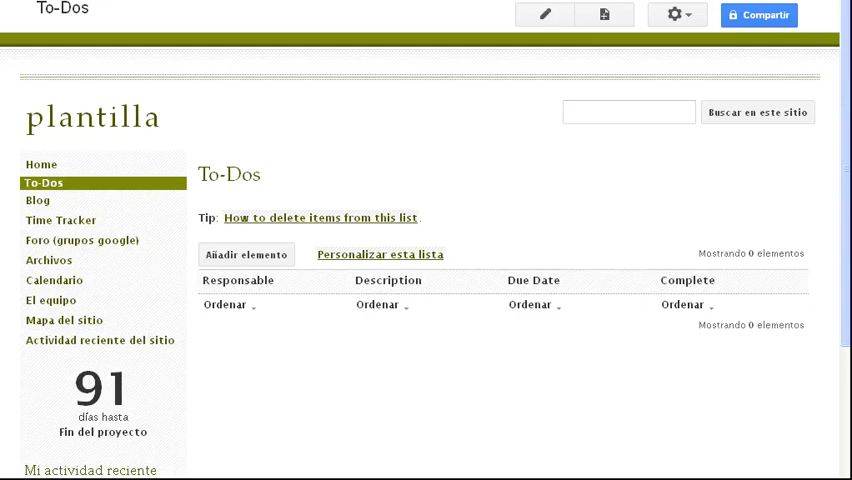 To-Dos
Compartir
plantilla
Buscar en este sitio
Home
To-Dos
Blog
Time Tracker
Foro (grupos google)
Archivos
Calendario
El equipo
Mapa del sitio
Actividad reciente del sitio
91
días hasta
Fin del proyecto
Mi actividad reciente
To-Dos
Tip: How to delete items from this list.
Añadir elemento Personalizar esta lista Mostrando 0 elementos
Responsable Description Due Date Complete
Ordenar Ordenar Ordenar Ordenar
Mostrando 0 elementos